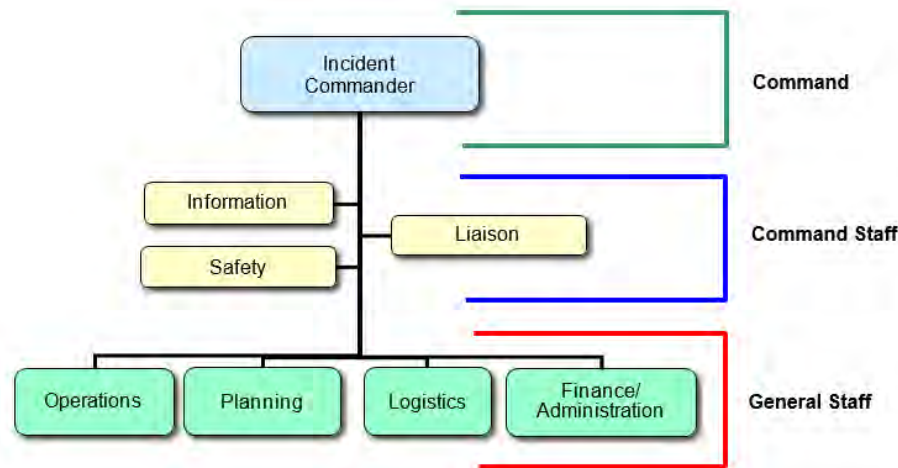 Incident
Commander
Command
Information
Liaison
Safety
Command Staff
Operations
Planning
Logistics
Finance/
Administration
General Staff